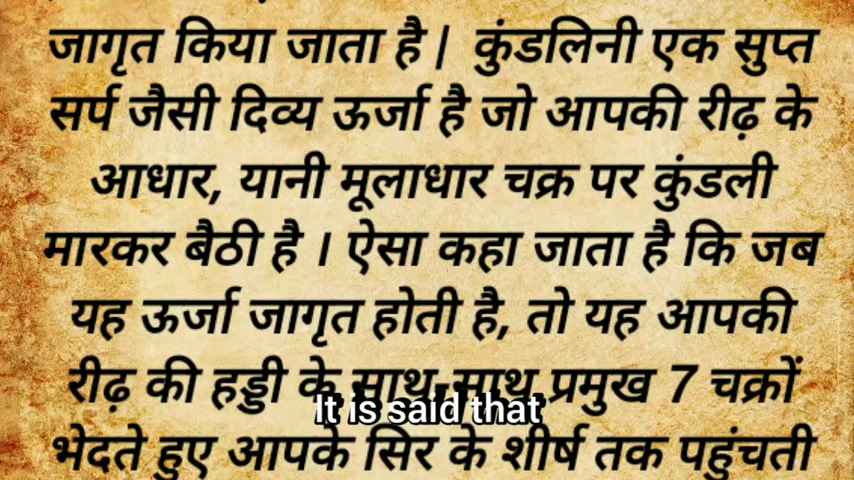 जागृत किया जाता है | कुंडलिनी एक सुप्त
सर्प जैसी दिव्य ऊर्जा है जो आपकी रीढ़ के
आधार, यानी मूलाधार चक्र पर कुंडली
मारकर बैठी है । ऐसा कहा जाता है कि जब
यह ऊर्जा जागृत होती है, तो यह आपकी
रीढ़ की हड्डी के साथ-साथ प्रमुख 7 चक्रों
It is said that
भेदते हुए आपके सिर के शीर्ष तक पहुंचती